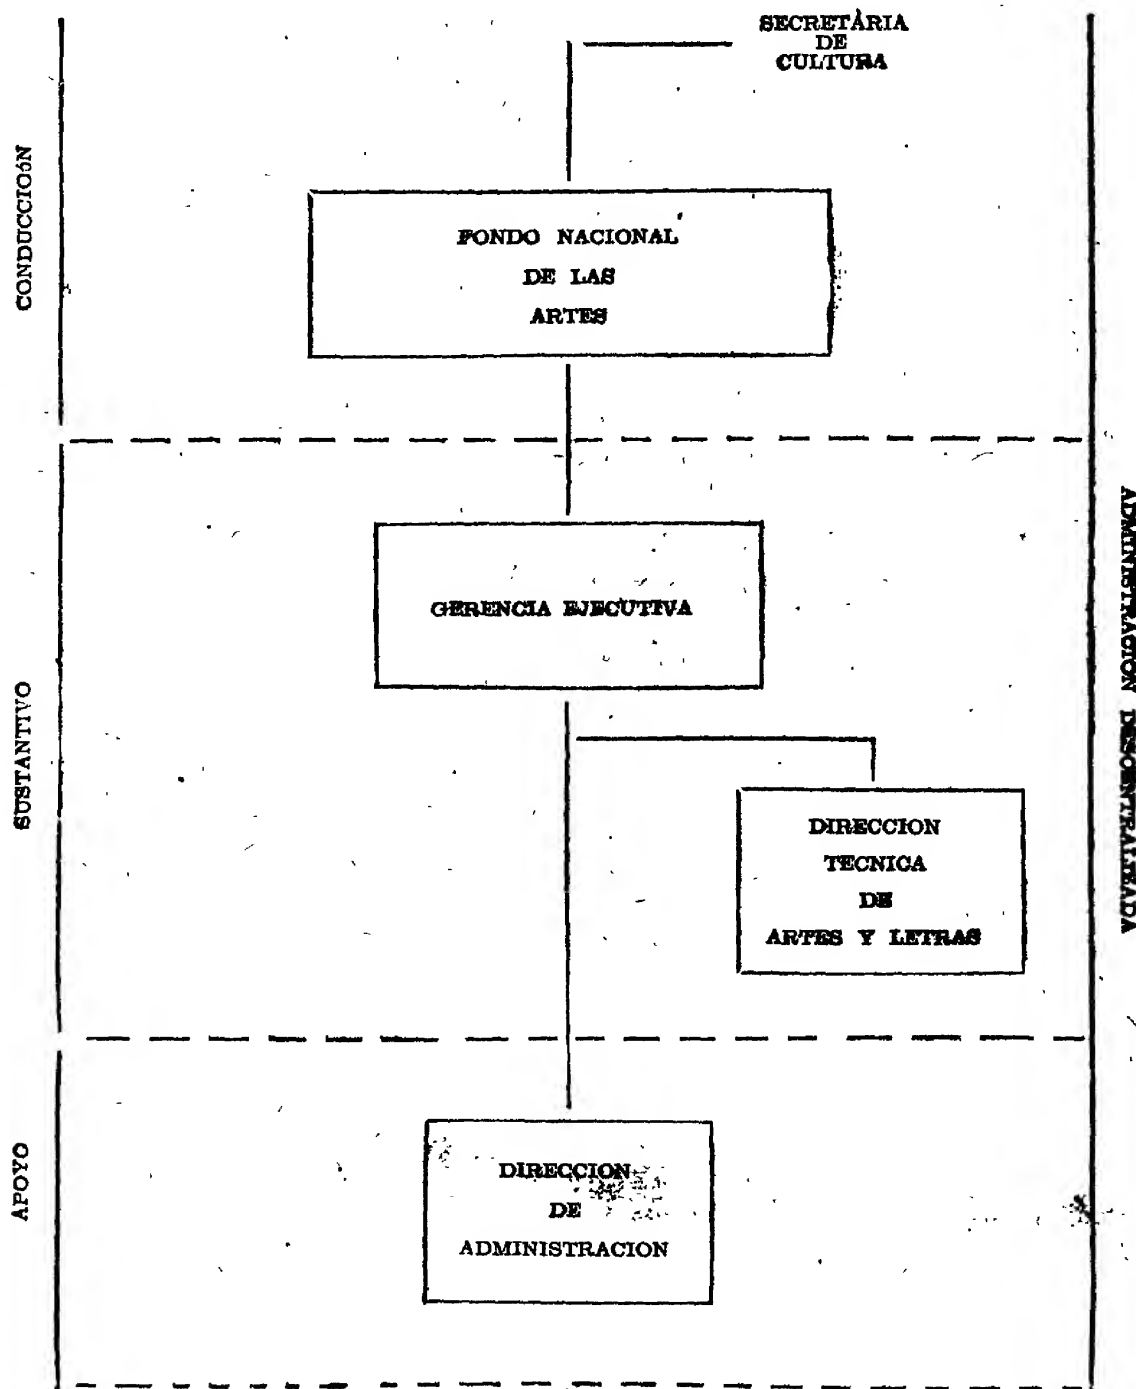 SECRETÀRIA
DE
CULTURA
CONDUCCIÓN
FONDO NACIONAL
DE LAS
ARTES
GERENCIA EJECUTIVA
SUSTANTIVO
DIRECCION
TECNICA
DE
ARTES Y LETRAS
ADMINISTRACION DESCENTRALIZADA
APOYO
DIRECCION
DE
ADMINISTRACION